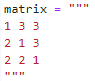 matrix = """
1 3 3
2 1 3
2 2 1
"""